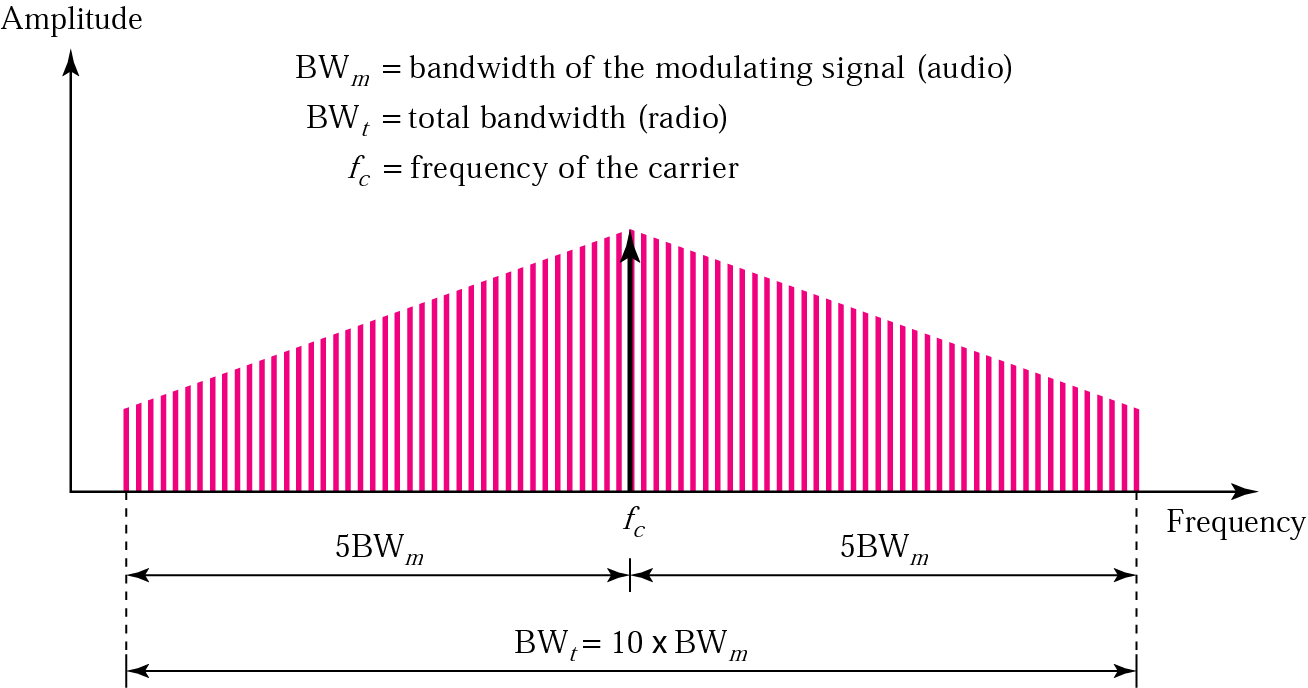 Amplitude
BWm = bandwidth of the modulating signal (audio)
BWt = total bandwidth (radio)
fc = frequency of the carrier
fc
Frequency
5BWm
5BWm
BWt = 10 x BWm